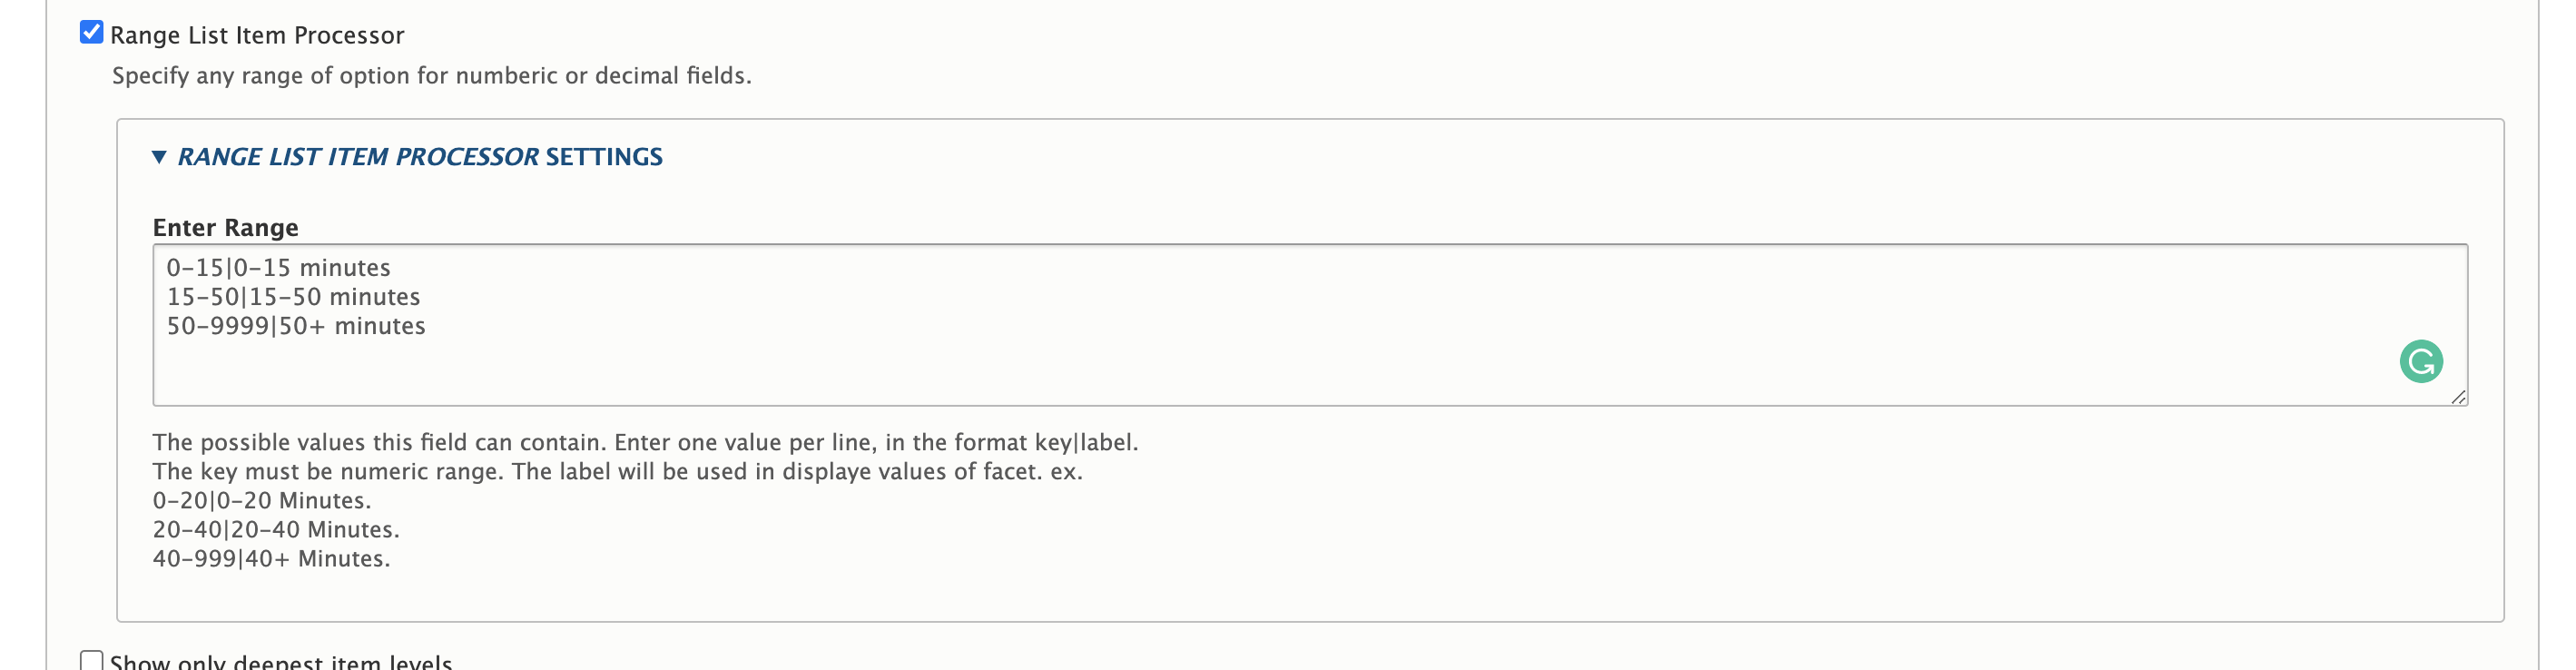 Range List Item Processor
Specify any range of option for numberic or decimal fields.
RANGE LIST ITEM PROCESSOR SETTINGS
Enter Range
0-15|0-15 minutes
15-50|15-50 minutes
50-9999|50+ minutes
The possible values this field can contain. Enter one value per line, in the format key|label.
The key must be numeric range. The label will be used in displaye values of facet. ex.
0-20|0-20 Minutes.
20-40|20-40 Minutes.
40-999|40+ Minutes.
Show only deepest item levels